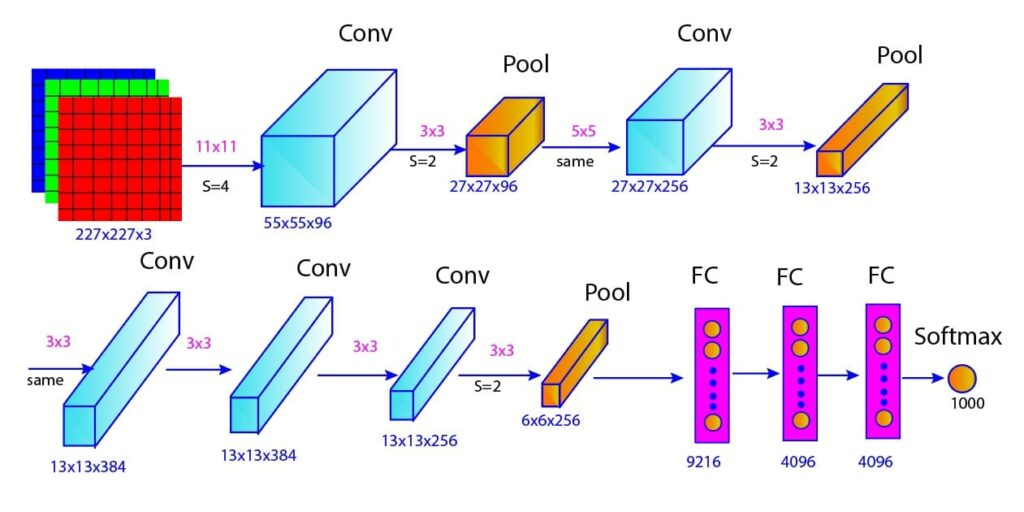 Conv
Pool
Conv
Pool
11x11
S=4
3x3
S=2
5x5
same
3x3
S=2
227x227x3
55x55x96
27x27x96
27x27x256
13x13x256
Conv
Conv
Conv
Pool
FC
FC
FC
Softmax
3x3
same
3x3
3x3
3x3
S=2
13x13x384
13x13x384
13x13x256
6x6x256
9216
4096
4096
1000